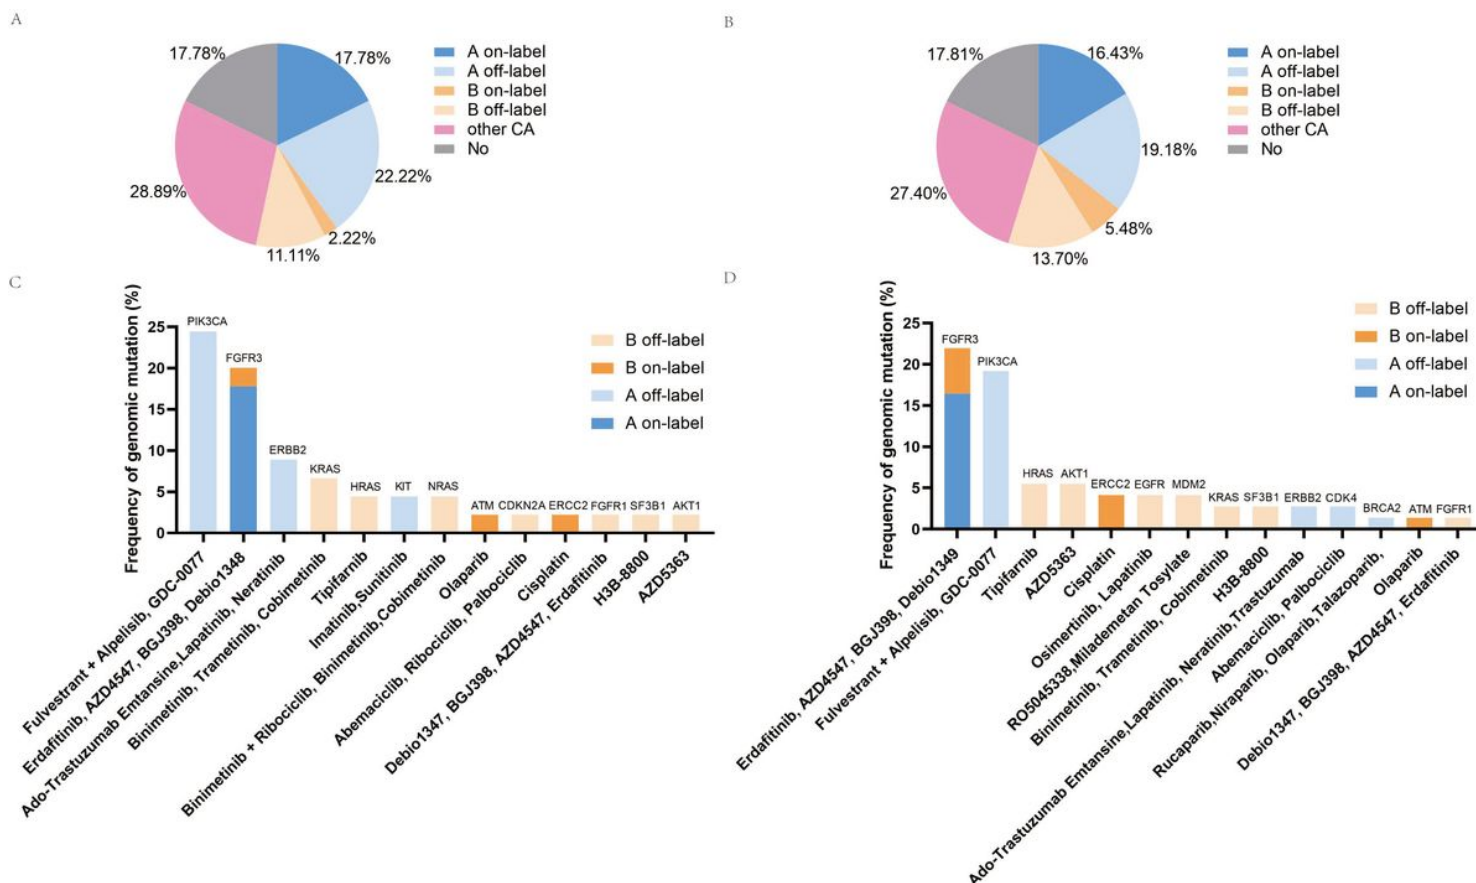 A
17.78%
17.78%
22.22%
2.22%
11.11%
28.89%
A on-label
A off-label
B on-label
B off-label
other CA
No
B
17.81%
16.43%
19.18%
5.48%
13.70%
27.40%
A on-label
A off-label
B on-label
B off-label
other CA
No
C
Frequency of genomic mutation (%)
25
20
15
10
5
0
PIK3CA
FGFR3
ERBB2
KRAS
HRAS
KIT
NRAS
ATM
CDKN2A
ERCC2
FGFR1
SF3B1
AKT1
B off-label
B on-label
A off-label
A on-label
Fulvestrant + Alpelisib, GDC-0077
Erdafitinib, AZD4547, BGJ398, Debio1348
Ado-Trastuzumab Emtansine,Lapatinib, Neratinib
Binimetinib, Trametinib, Cobimetinib
Tipifarnib
Imatinib,Sunitinib
Binimetinib + Ribociclib, Binimetinib,Cobimetinib
Olaparib
Abemaciclib, Ribociclib, Palbociclib
Cisplatin
Debio1347, BGJ398, AZD4547, Erdafitinib
H3B-8800
AZD5363
D
Frequency of genomic mutation (%)
25
20
15
10
5
0
FGFR3
PIK3CA
HRAS
AKT1
ERCC2
EGFR
MDM2
KRAS
SF3B1
ERBB2
CDK4
BRCA2
ATM
FGFR1
B off-label
B on-label
A off-label
A on-label
Erdafitinib, AZD4547, BGJ398, Debio1349
Fulvestrant + Alpelisib, GDC-0077
Tipifarnib
AZD5363
Cisplatin
Osimertinib, Lapatinib
RO5045338,Milademetan Tosylate
Binimetinib, Trametinib, Cobimetinib
H3B-8800
Ado-Trastuzumab Emtansine,Lapatinib, Neratinib,Trastuzumab
Abemaciclib, Palbociclib
Rucaparib,Niraparib, Olaparib,Talazoparib,
Olaparib
Debio1347, BGJ398, AZD4547, Erdafitinib